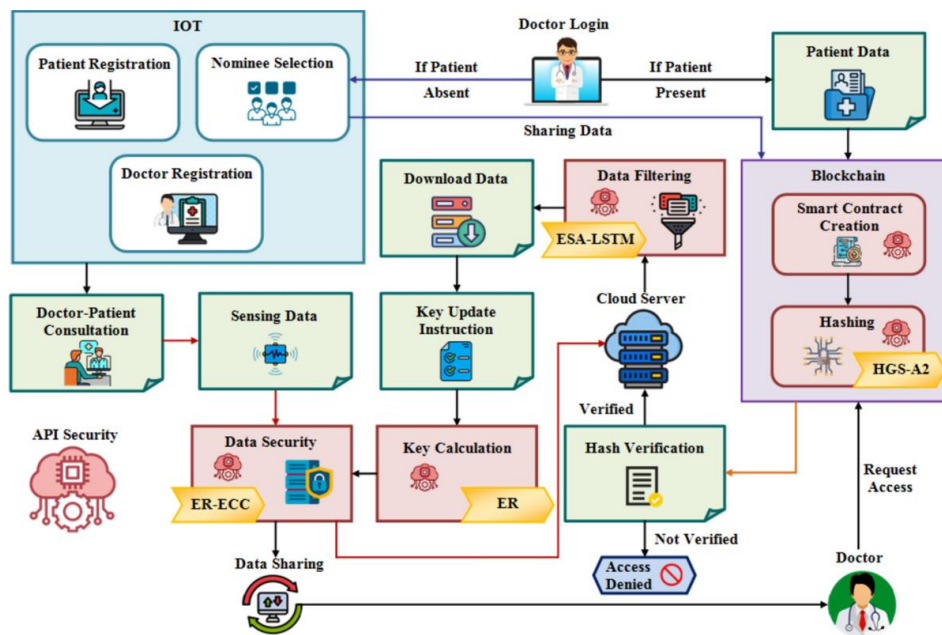 IOT
Patient Registration
Nominee Selection
Doctor Registration
Doctor Login
If Patient
Absent
If Patient
Present
Sharing Data
Patient Data
Blockchain
Smart Contract
Creation
Hashing
HGS-A2
Download Data
Data Filtering
ESA-LSTM
Doctor-Patient
Consultation
Sensing Data
Key Update
Instruction
Cloud Server
Verified
API Security
Data Security
ER-ECC
Key Calculation
ER
Hash Verification
Request
Access
Not Verified
Access
Denied
Data Sharing
Doctor